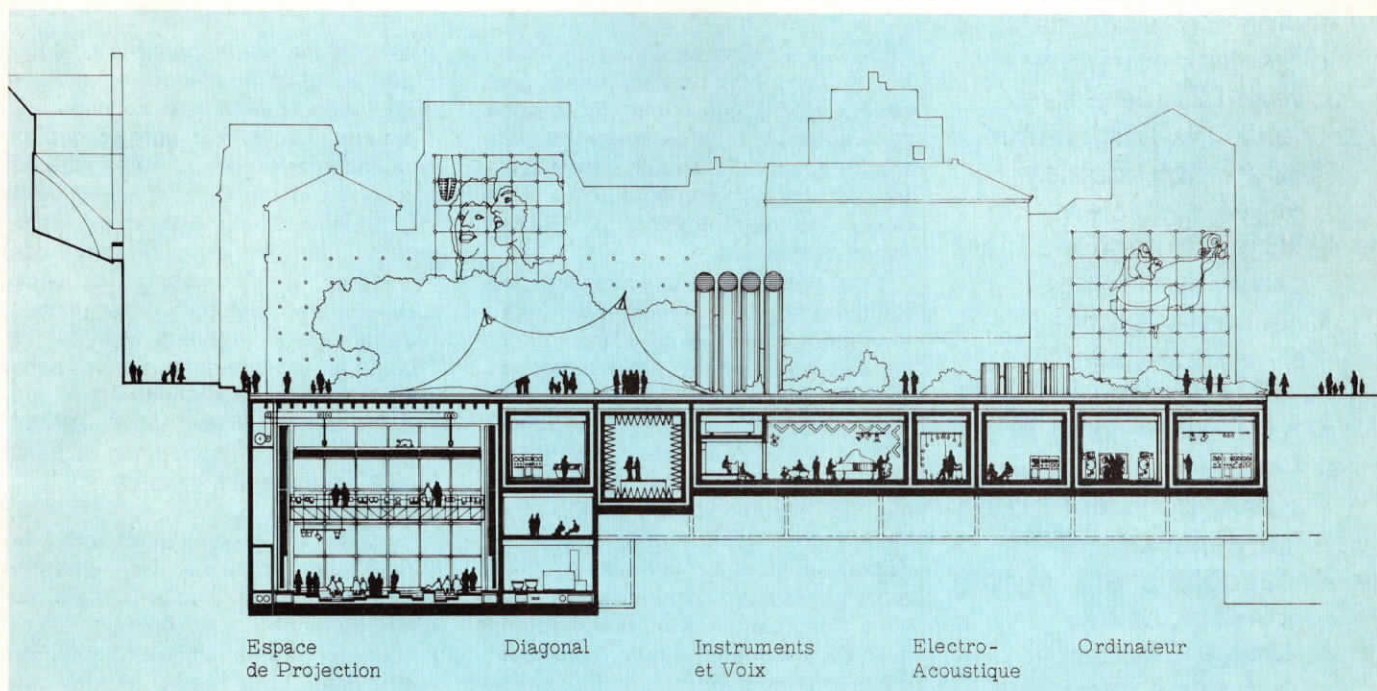 Espace
de Projection
Diagonal
Instruments
et Voix
Electro-
Acoustique
Ordinateur